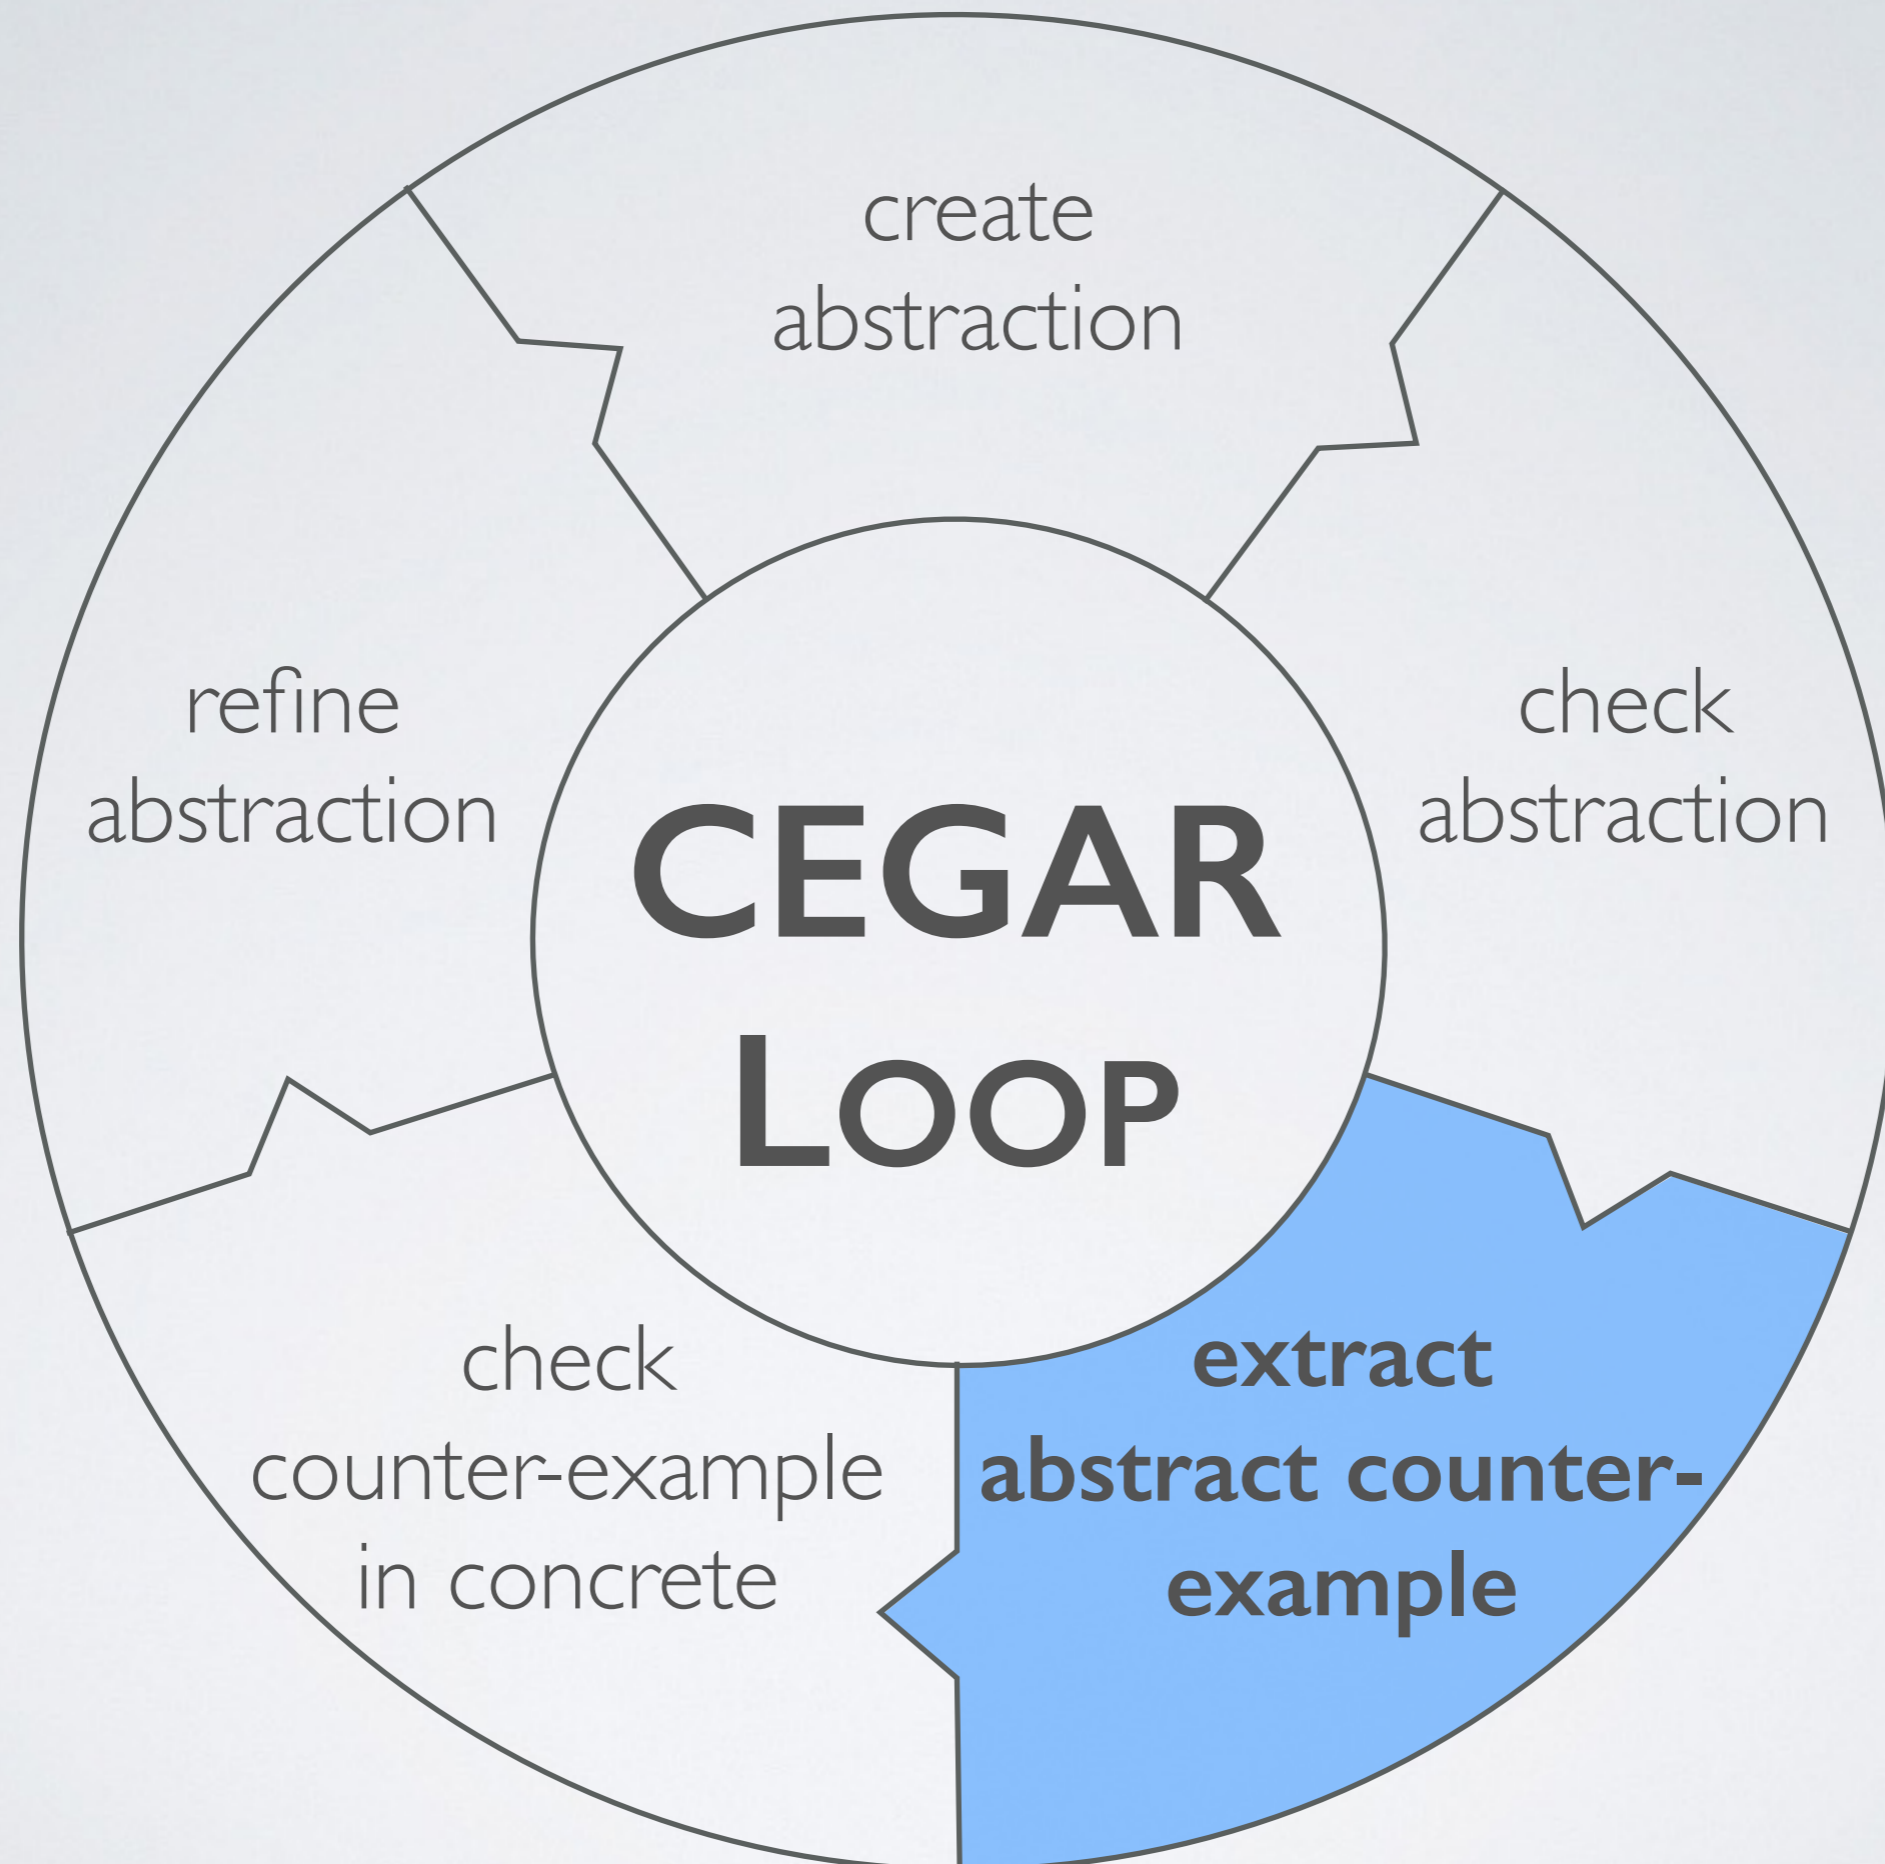 create
abstraction
check
abstraction
extract
abstract counter-
example
check
counter-example
in concrete
refine
abstraction
CEGAR
LOOP